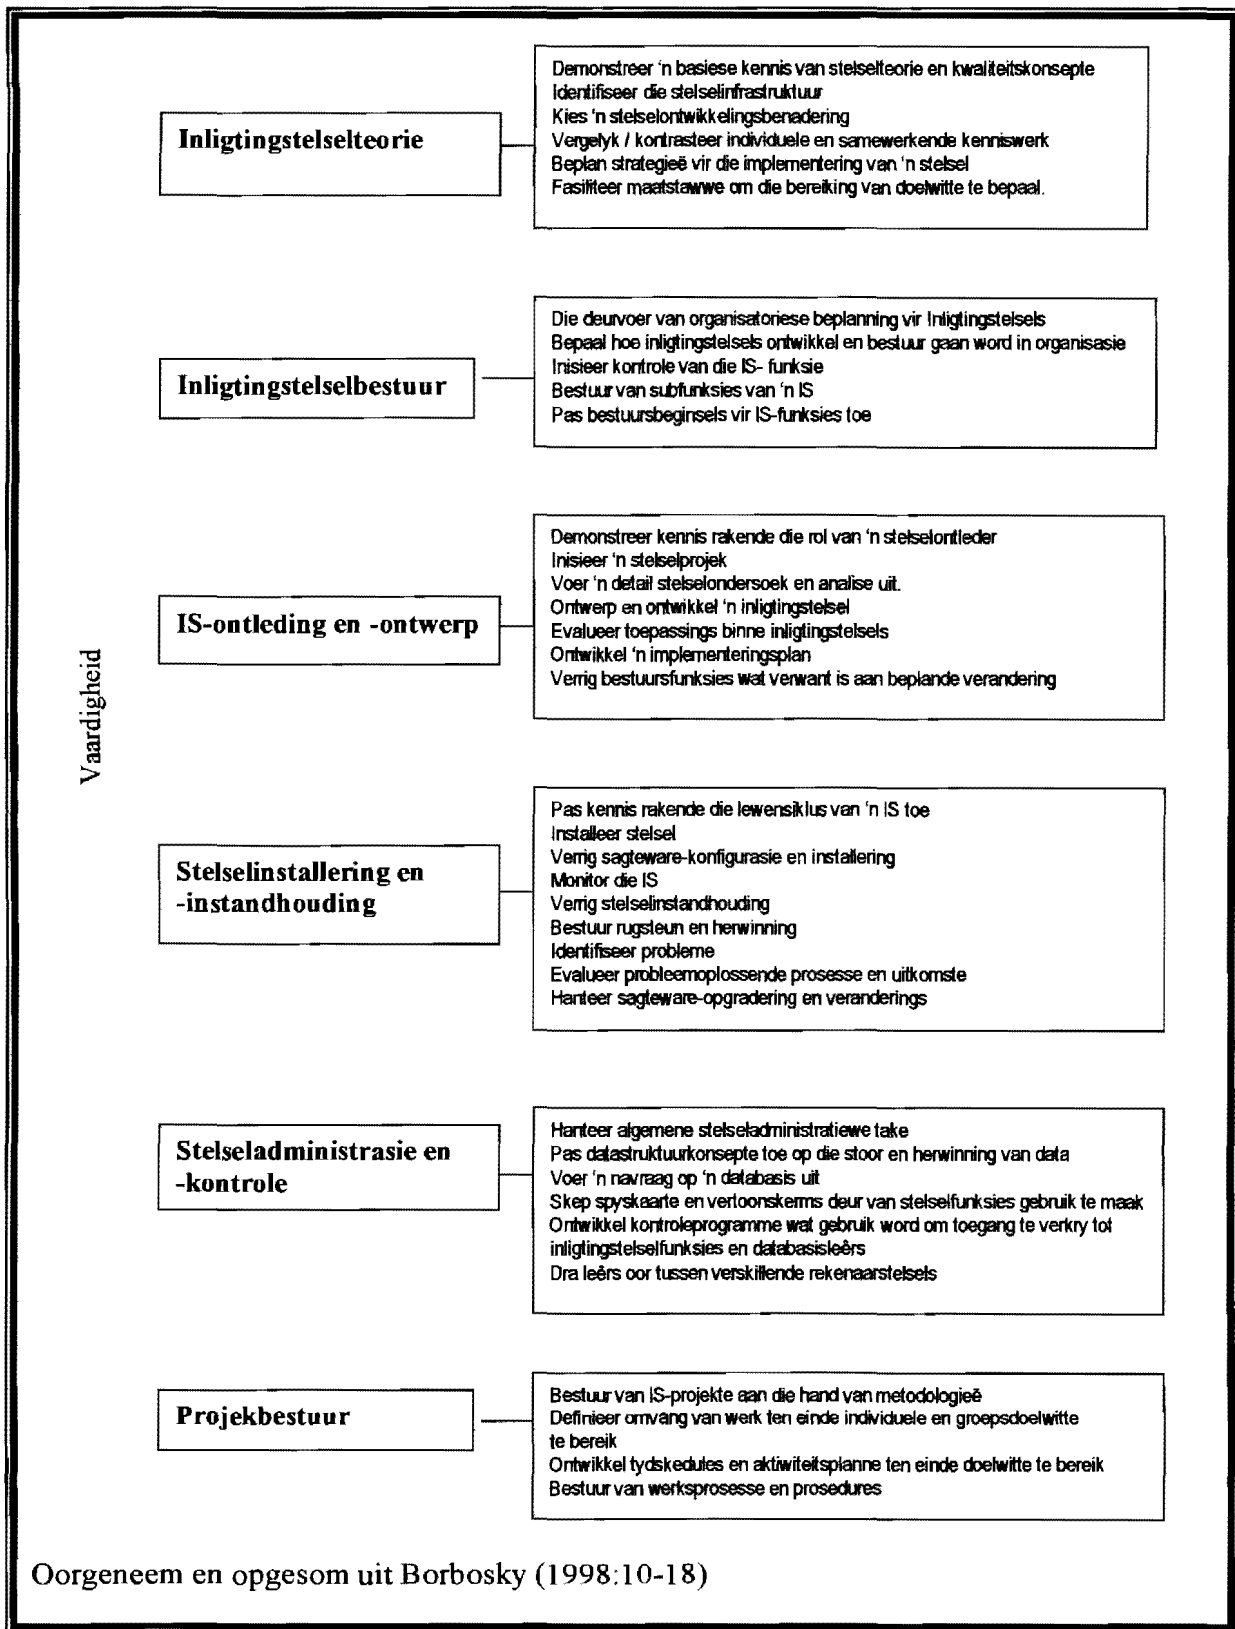 Vaardigheid
Inligtingstelselteorie
Demonstreer 'n basiese kennis van stelselteorie en kwaliteitskonsepte
Identifiseer die stelselinfrastruktuur
Kies 'n stelselontwikkelingsbenadering
Vergelyk / kontrasteer individuele en samewerkende kenniswerk
Beplan strategieë vir die implementering van 'n stelsel
Fasiliteer maatstawwe om die bereiking van doelwitte te bepaal.
Inligtingstelselbestuur
Die deurvoer van organisatoriese beplanning vir Inligtingstelsels
Bepaal hoe inligtingstelsels ontwikkel en bestuur gaan word in organisasie
Inisieer kontrole van die IS- funksie
Bestuur van subfunksies van 'n IS
Pas bestuursbeginsels vir IS-funksies toe
IS-ontleding en -ontwerp
Demonstreer kennis rakende die rol van 'n stelselontleder
Inisieer 'n stelselprojek
Voer 'n detail stelselondersoek en analise uit.
Ontwerp en ontwikkel 'n inligtingstelsel
Evalueer toepassings binne inligtingstelsels
Ontwikkel 'n implementeringsplan
Verrig bestuursfunksies wat verwant is aan beplande verandering
Stelselinstallering en
-instandhouding
Pas kennis rakende die lewensiklus van 'n IS toe
Installeer stelsel
Verrig sagteware-konfigurasie en installering
Monitor die IS
Verrig stelselinstandhouding
Bestuur rugsteun en herwinning
Identifiseer probleme
Evalueer probleemoplossende prosesse en uitkomste
Hanteer sagteware-opgradering en veranderings
Stelseladministrasie en
-kontrole
Hanteer algemene stelseladministratiewe take
Pas datastruktuurkonsepte toe op die stoor en herwinning van data
Voer 'n navraag op 'n databasis uit
Skep spyskaarte en vertoonskerms deur van stelselfunksies gebruik te maak
Ontwikkel kontroleprogramme wat gebruik word om toegang te verkry tot
inligtingstelselfunksies en databasisleêrs
Dra leêrs oor tussen verskillende rekenaarstelsels
Projekbestuur
Bestuur van IS-projekte aan die hand van metodologieë
Definieer omvang van werk ten einde individuele en groepsdoelwitte
te bereik
Ontwikkel tydskedules en aktiwiteitsplanne ten einde doelwitte te bereik
Bestuur van werksprosesse en prosedures
Oorgeneem en opgesom uit Borbosky (1998:10-18)